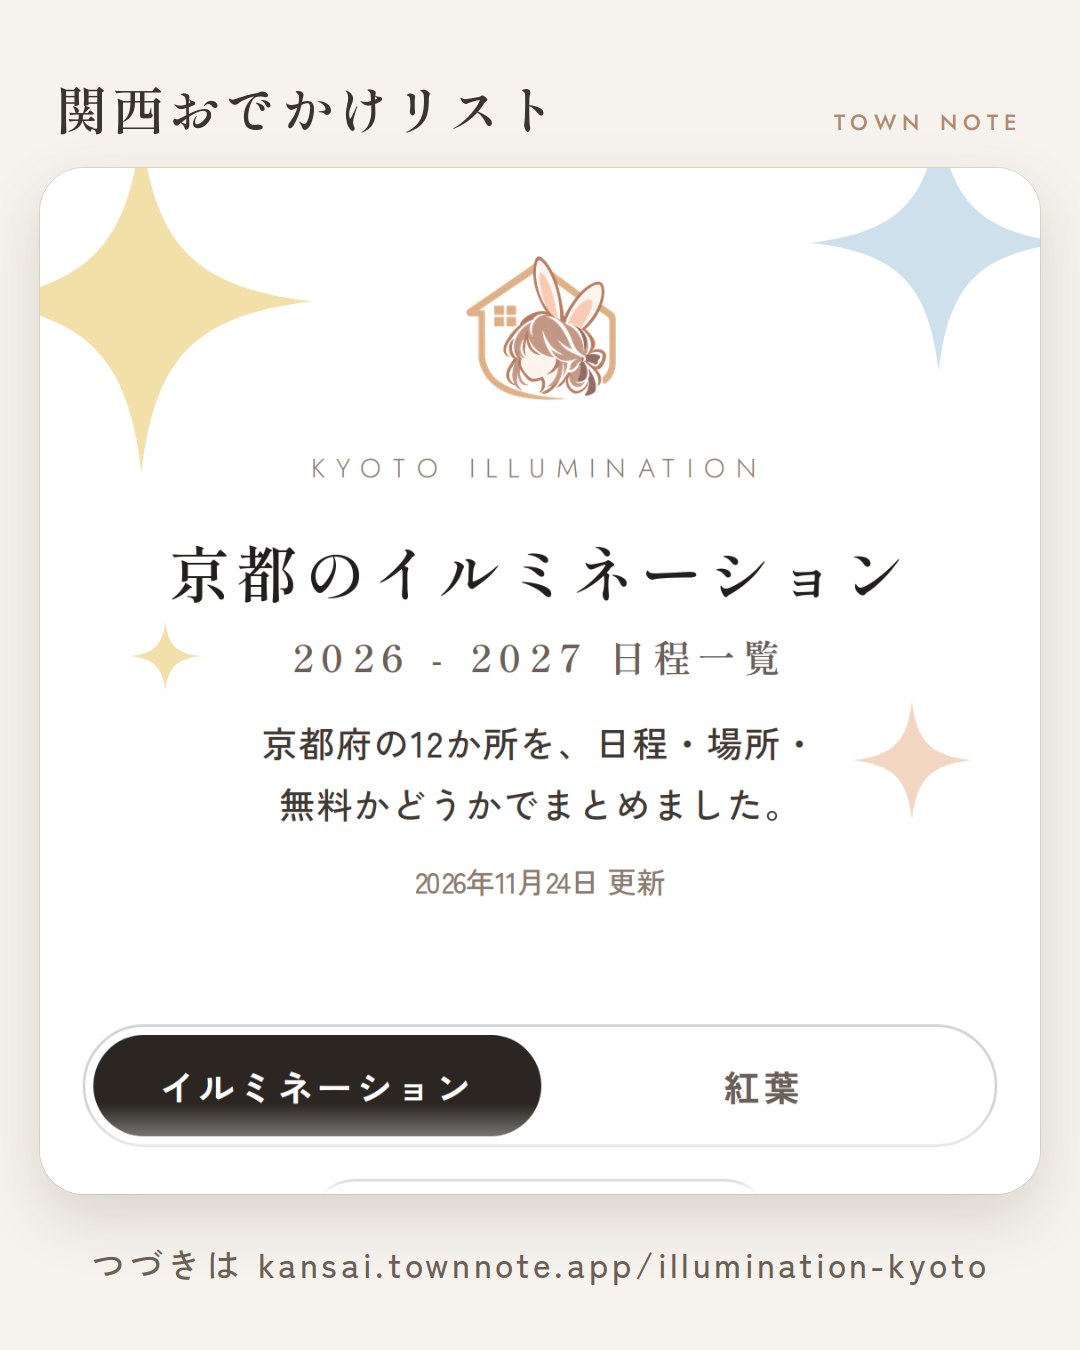 関西おでかけリスト
TOWN NOTE
KYOTO ILLUMINATION
京都のイルミネーション
2026 - 2027 日程一覧
京都府の12か所を、日程・場所・
無料かどうかでまとめました。
2026年11月24日 更新
イルミネーション
紅葉
つづきは kansai.townnote.app/illumination-kyoto